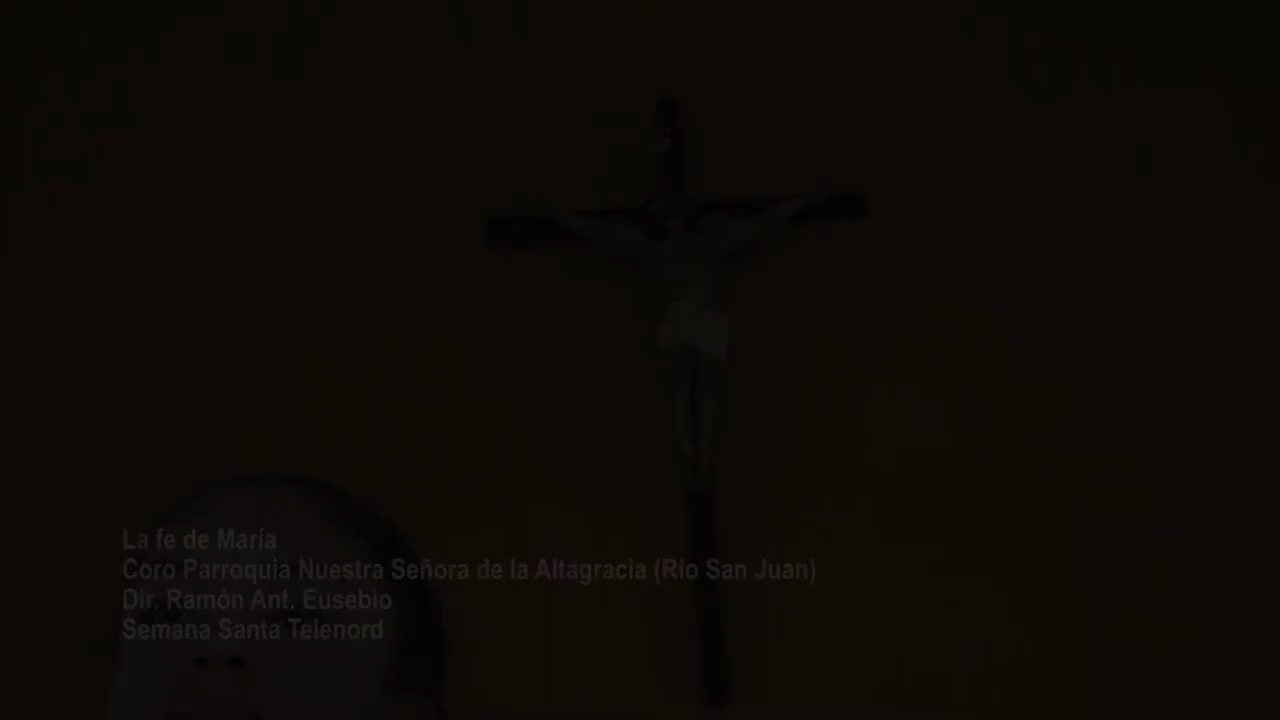 La fe de María
Coro Parroquia Nuestra Señora de la Altagracia (Rio San Juan)
Dir. Ramón Ant. Eusebio
Semana Santa Telenord